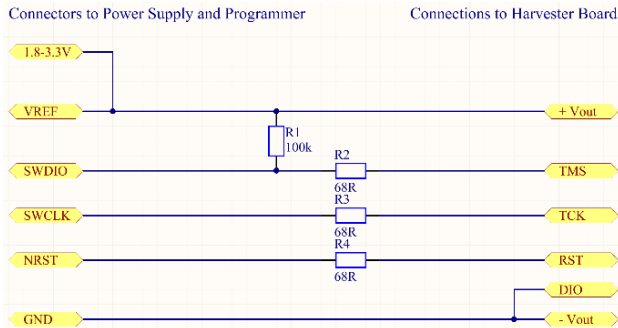 Connectors to Power Supply and Programmer
Connections to Harvester Board
1.8-3.3V
VREF
+ Vout
R1
100k
R2
SWDIO
TMS
68R
R3
SWCLK
TCK
68R
R4
NRST
RST
68R
DIO
GND
- Vout